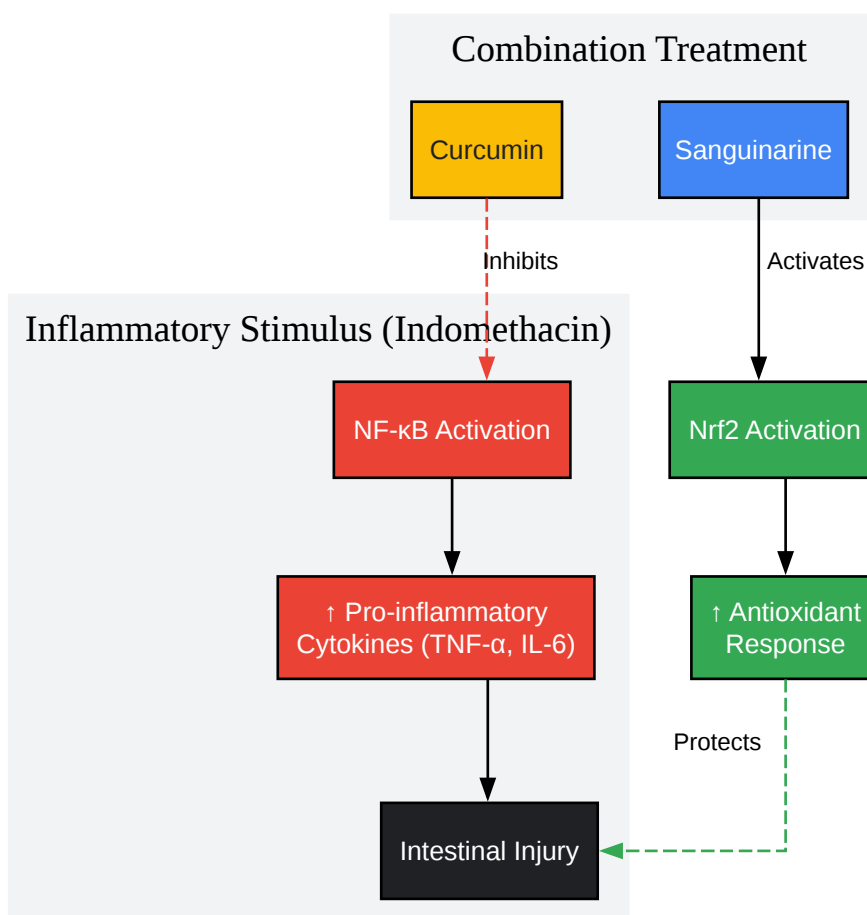 Combination Treatment
Curcumin
Sanguinarine
Inhibits
Activates
Inflammatory Stimulus (Indomethacin)
NF-κB Activation
Nrf2 Activation
↑ Pro-inflammatory
Cytokines (TNF-α, IL-6)
↑ Antioxidant
Response
Protects
Intestinal Injury